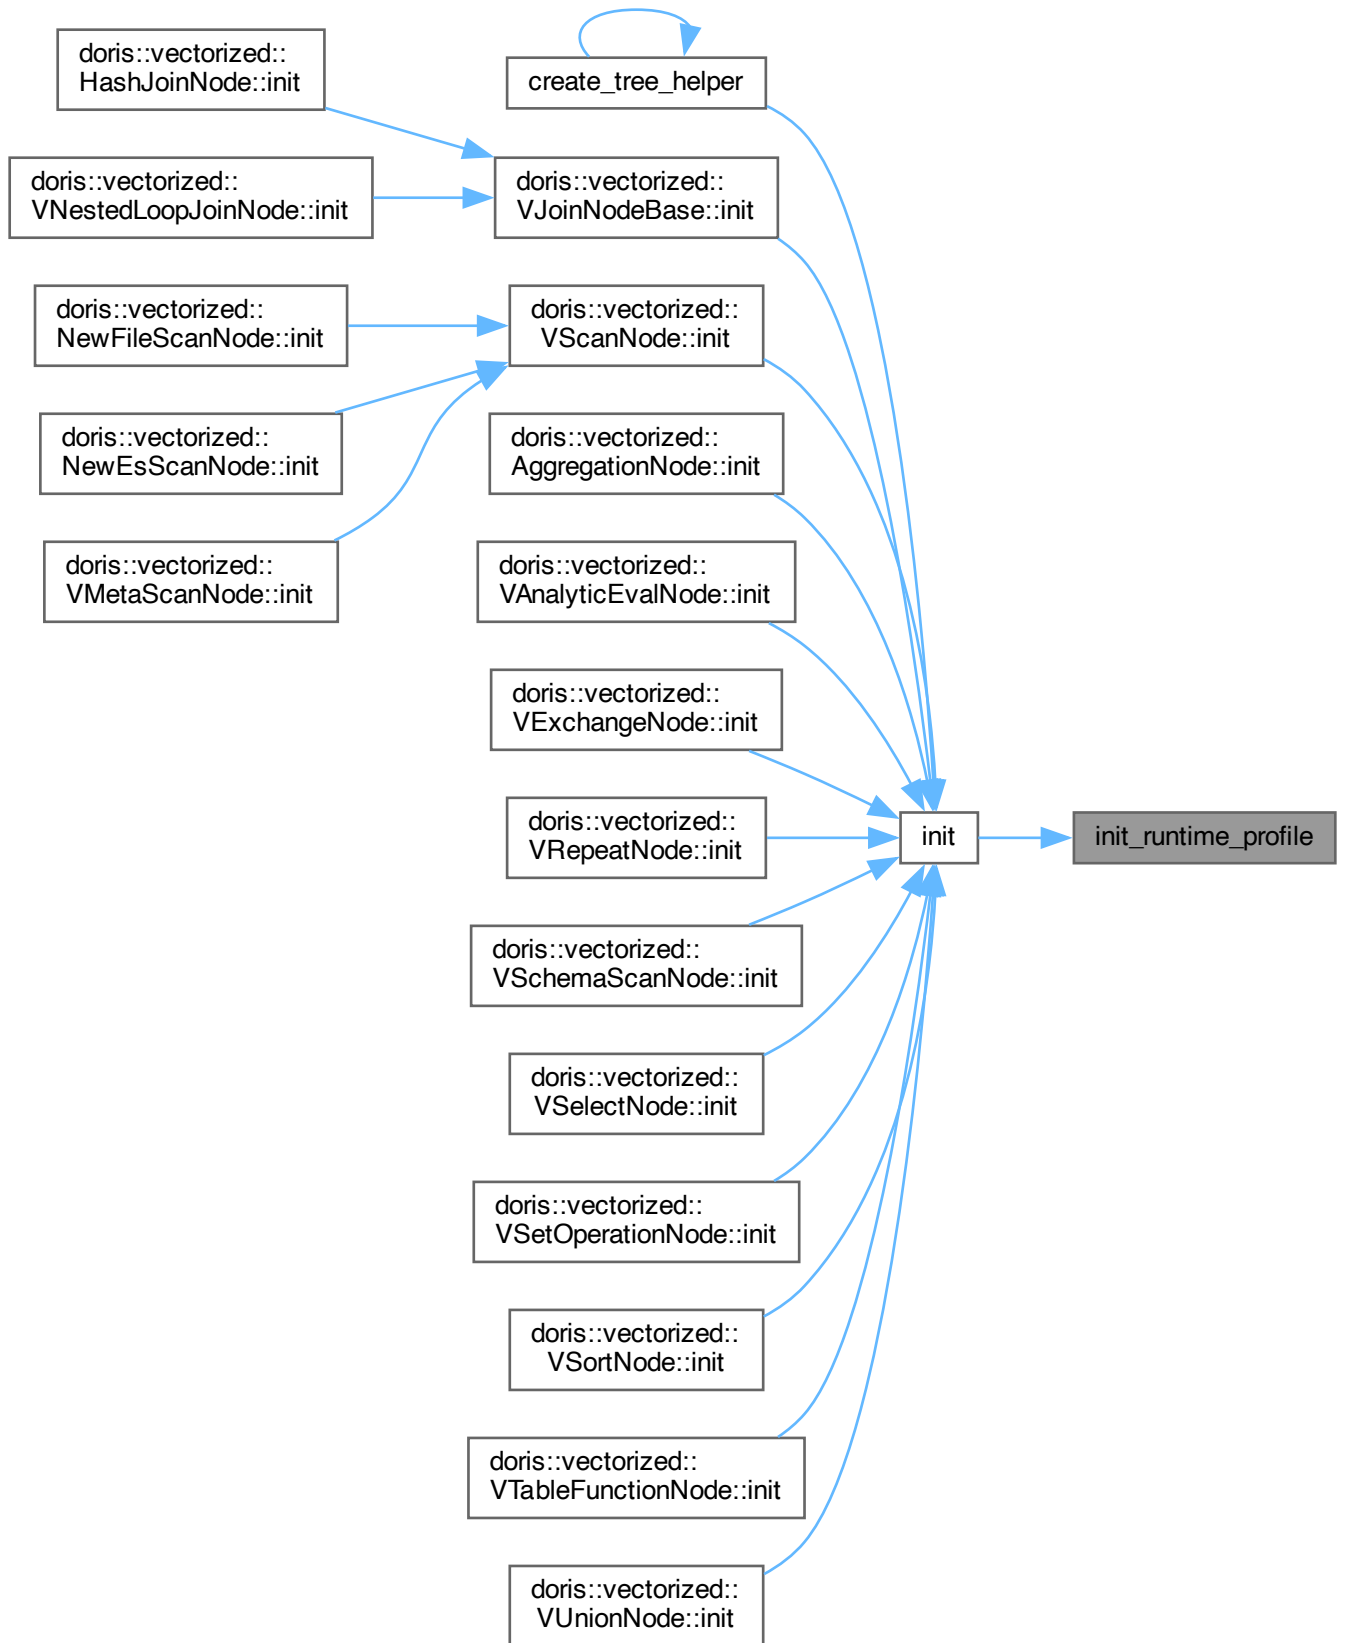 doris::vectorized::
HashJoinNode::init
create_tree_helper
doris::vectorized::
VNestedLoopJoinNode::init
doris::vectorized::
VJoinNodeBase::init
doris::vectorized::
NewFileScanNode::init
doris::vectorized::
VScanNode::init
doris::vectorized::
NewEsScanNode::init
doris::vectorized::
AggregationNode::init
doris::vectorized::
VMetaScanNode::init
doris::vectorized::
VAnalyticEvalNode::init
doris::vectorized::
VExchangeNode::init
doris::vectorized::
VRepeatNode::init
init
init_runtime_profile
doris::vectorized::
VSchemaScanNode::init
doris::vectorized::
VSelectNode::init
doris::vectorized::
VSetOperationNode::init
doris::vectorized::
VSortNode::init
doris::vectorized::
VTableFunctionNode::init
doris::vectorized::
VUnionNode::init